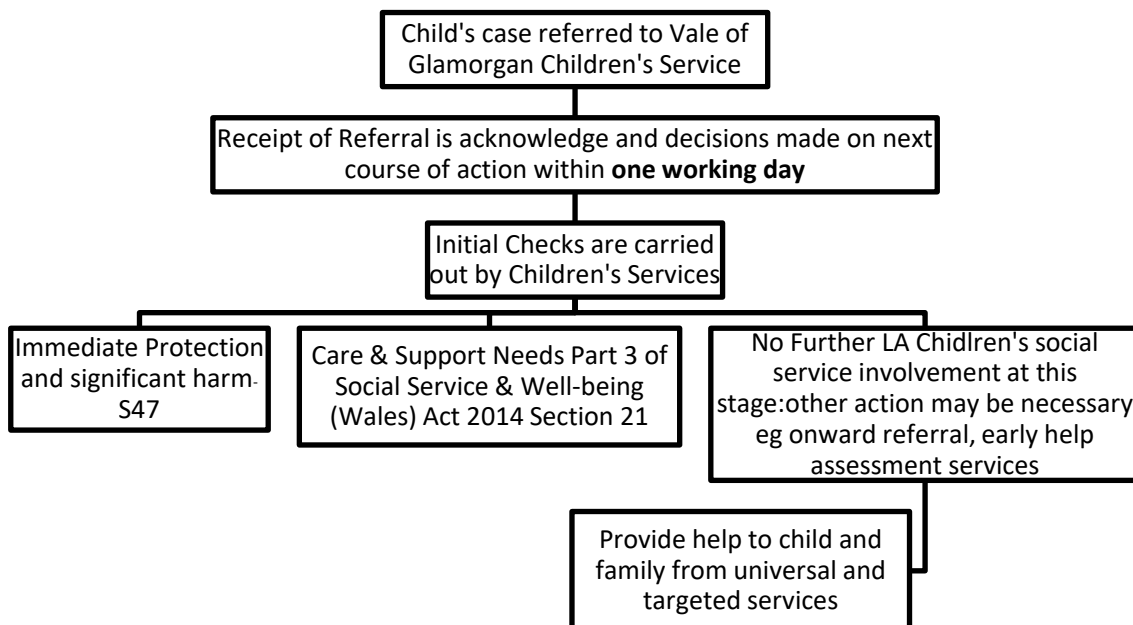 Child's case referred to Vale of
Glamorgan Children's Service
Receipt of Referral is acknowledge and decisions made on next
course of action within one working day
Initial Checks are carried
out by Children's Services
Immediate Protection
and significant harm-
S47
Care & Support Needs Part 3 of
Social Service & Well-being
(Wales) Act 2014 Section 21
No Further LA Chidlren's social
service involvement at this
stage:other action may be necessary
eg onward referral, early help
assessment services
Provide help to child and
family from universal and
targeted services